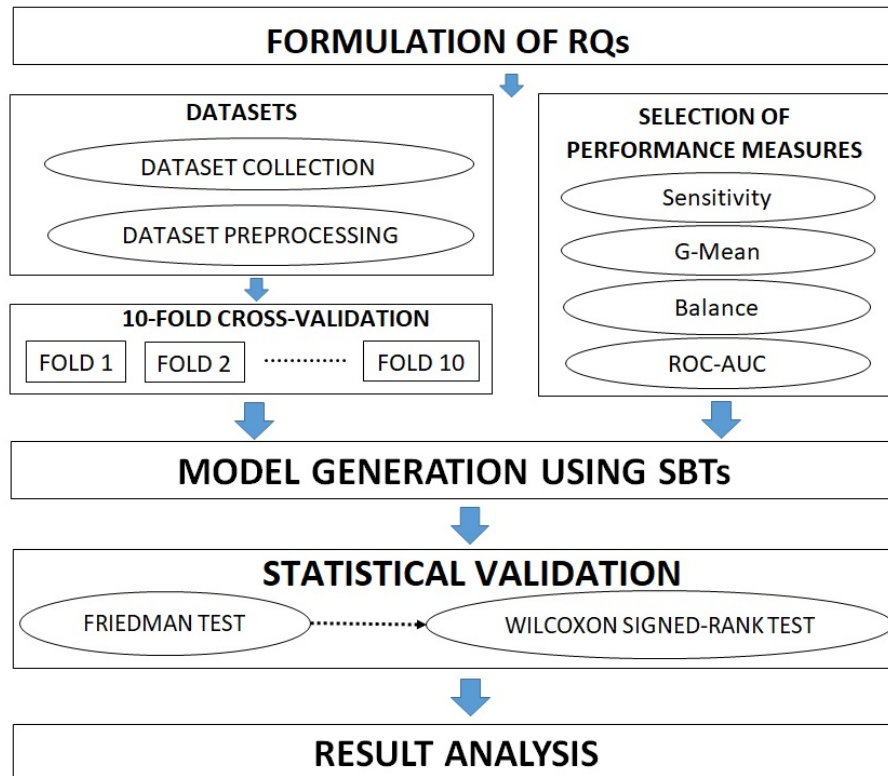 FORMULATION OF RQs
DATASETS
DATASET COLLECTION
DATASET PREPROCESSING
10-FOLD CROSS-VALIDATION
FOLD 1 FOLD 2 .............. FOLD 10
SELECTION OF
PERFORMANCE MEASURES
Sensitivity
G-Mean
Balance
ROC-AUC
MODEL GENERATION USING SBTs
STATISTICAL VALIDATION
FRIEDMAN TEST WILCOXON SIGNED-RANK TEST
RESULT ANALYSIS